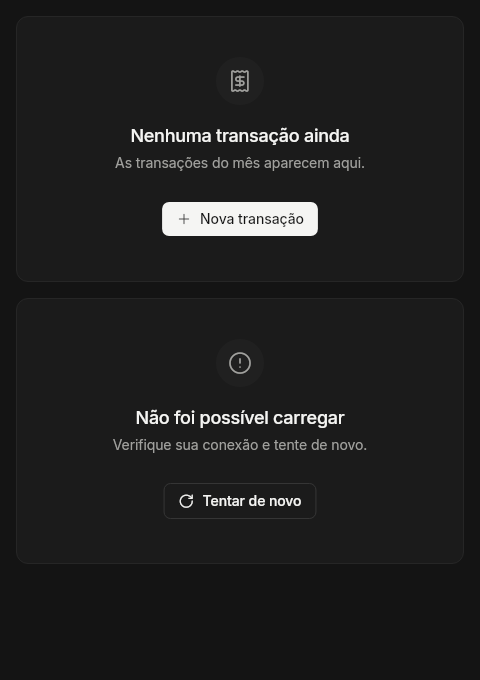 Nenhuma transação ainda
As transações do mês aparecem aqui.
Nova transação
Não foi possível carregar
Verifique sua conexão e tente de novo.
Tentar de novo